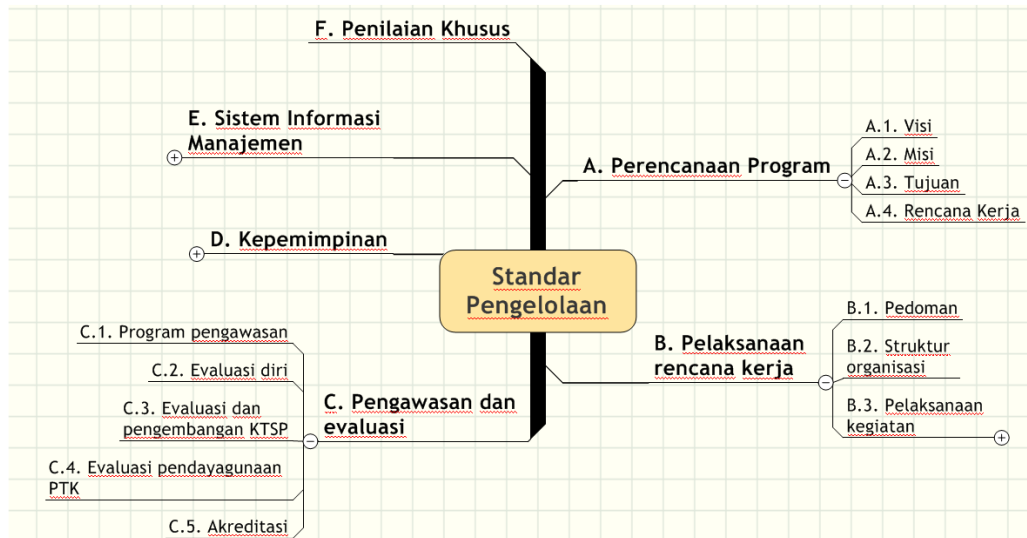 Standar
Pengelolaan
A. Perencanaan Program
A.1. Visi
A.2. Misi
A.3. Tujuan
A.4. Rencana Kerja
B. Pelaksanaan
rencana kerja
B.1. Pedoman
B.2. Struktur
organisasi
B.3. Pelaksanaan
kegiatan
C. Pengawasan dan
evaluasi
C.1. Program pengawasan
C.2. Evaluasi diri
C.3. Evaluasi dan
pengembangan KTSP
C.4. Evaluasi pendayagunaan
PTK
C.5. Akreditasi
D. Kepemimpinan
E. Sistem Informasi
Manajemen
F. Penilaian Khusus